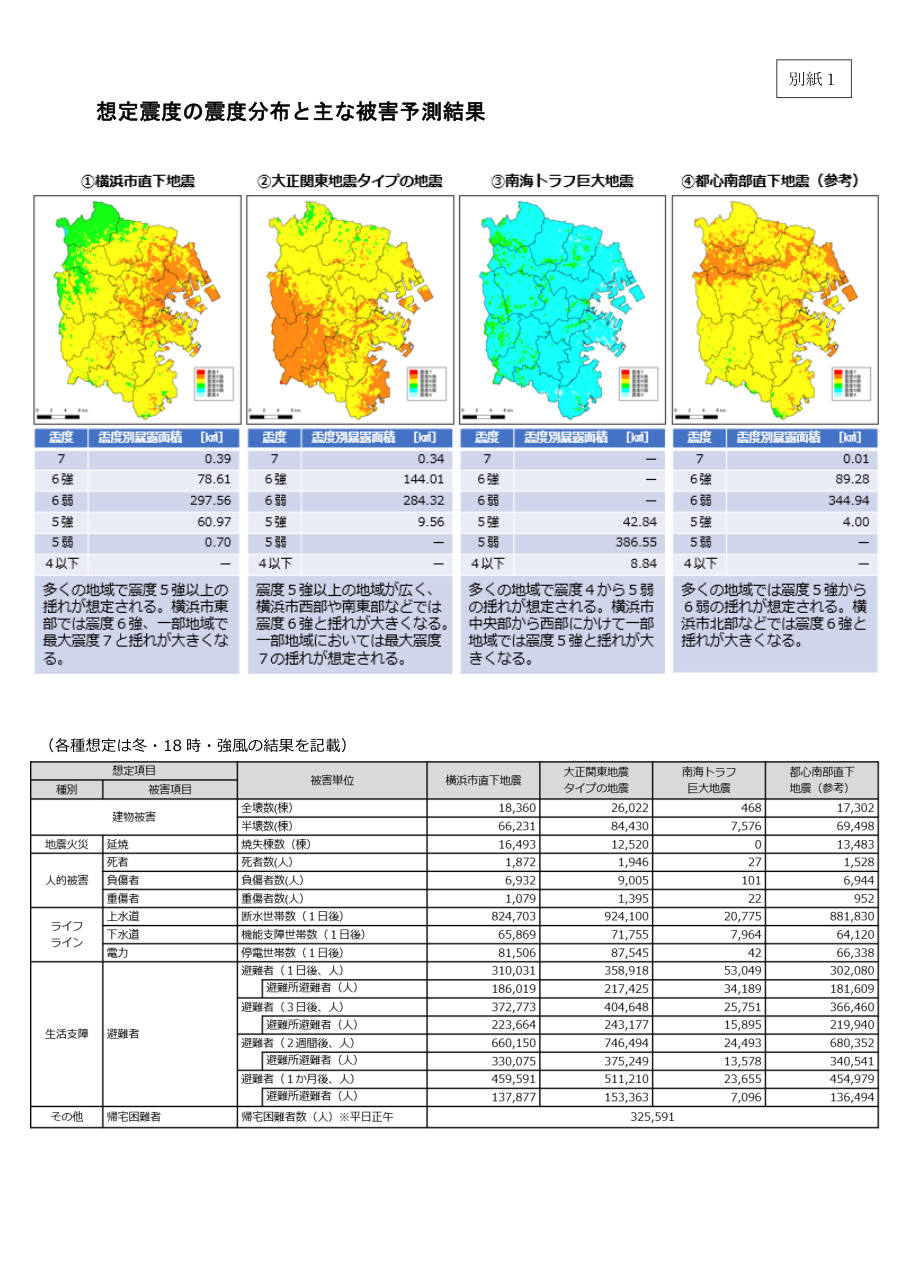 別紙１
想定震度の震度分布と主な被害予測結果
①横浜市直下地震
②大正関東地震タイプの地震
③南海トラフ巨大地震
④都心南部直下地震（参考）
震度 震度別暴露面積 [㎢]
7 0.39
6強 78.61
6弱 297.56
5強 60.97
5弱 0.70
4以下 ―
多くの地域で震度５強以上の
揺れが想定される。横浜市東
部では震度６強、一部地域で
最大震度７と揺れが大きくな
る。
震度 震度別暴露面積 [㎢]
7 0.34
6強 144.01
6弱 284.32
5強 9.56
5弱 ―
4以下 ―
震度５強以上の地域が広く、
横浜市西部や南東部などでは
震度６強と揺れが大きくなる。
一部地域においては最大震度
７の揺れが想定される。
震度 震度別暴露面積 [㎢]
7 ―
6強 ―
6弱 ―
5強 42.84
5弱 386.55
4以下 8.84
多くの地域で震度４から５弱
の揺れが想定される。横浜市
中央部から西部にかけて一部
地域では震度５強と揺れが大
きくなる。
震度 震度別暴露面積 [㎢]
7 0.01
6強 89.28
6弱 344.94
5強 4.00
5弱 ―
4以下 ―
多くの地域では震度５強から
６弱の揺れが想定される。横
浜市北部などでは震度６強と
揺れが大きくなる。
（各種想定は冬・18 時・強風の結果を記載）
想定項目 被害単位 横浜市直下地震 大正関東地震タイプの地震 南海トラフ巨大地震 都心南部直下地震（参考）
種別 被害項目
建物被害 全壊数(棟) 18,360 26,022 468 17,302
半壊数(棟) 66,231 84,430 7,576 69,498
地震火災 延焼 焼失棟数（棟） 16,493 12,520 0 13,483
人的被害 死者 死者数(人) 1,872 1,946 27 1,528
負傷者 負傷者数(人) 6,932 9,005 101 6,944
重傷者 重傷者数(人) 1,079 1,395 22 952
ライフライン 上水道 断水世帯数（１日後） 824,703 924,100 20,775 881,830
下水道 機能支障世帯数（１日後） 65,869 71,755 7,964 64,120
電力 停電世帯数（１日後） 81,506 87,545 42 66,338
生活支障 避難者 避難者（１日後、人） 310,031 358,918 53,049 302,080
避難所避難者（人） 186,019 217,425 34,189 181,609
避難者（３日後、人） 372,773 404,648 25,751 366,460
避難所避難者（人） 223,664 243,177 15,895 219,940
避難者（２週間後、人） 660,150 746,494 24,493 680,352
避難所避難者（人） 330,075 375,249 13,578 340,541
避難者（１か月後、人） 459,591 511,210 23,655 454,979
避難所避難者（人） 137,877 153,363 7,096 136,494
その他 帰宅困難者 帰宅困難者数（人）※平日正午 325,591